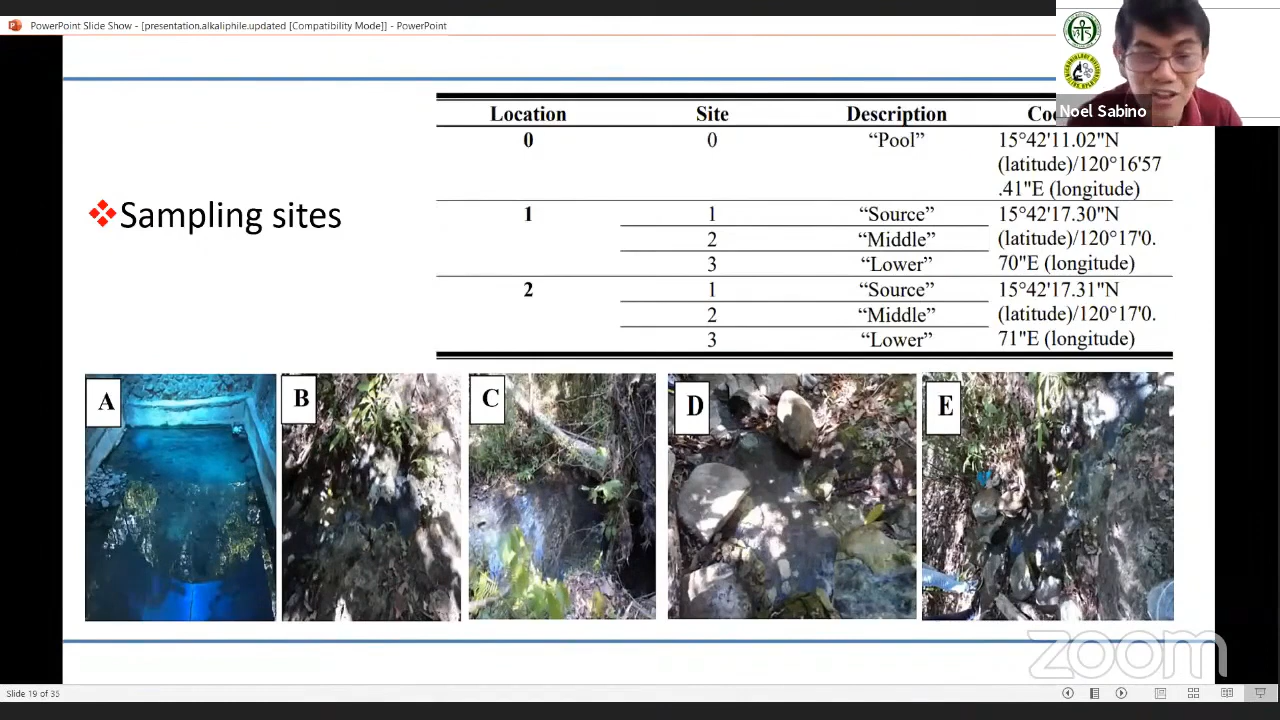 PowerPoint Slide Show - [presentation.alkaliphile.updated [Compatibility Mode]] - PowerPoint
Noel Sabino
Location Site Description
0 0 “Pool” 15°42'11.02"N
(latitude)/120°16'57
.41"E (longitude)
❖Sampling sites
1 1 “Source” 15°42'17.30"N
2 “Middle” (latitude)/120°17'0.
3 “Lower” 70"E (longitude)
2 1 “Source” 15°42'17.31"N
2 “Middle” (latitude)/120°17'0.
3 “Lower” 71"E (longitude)
A B C D E
zoom
Slide 19 of 35